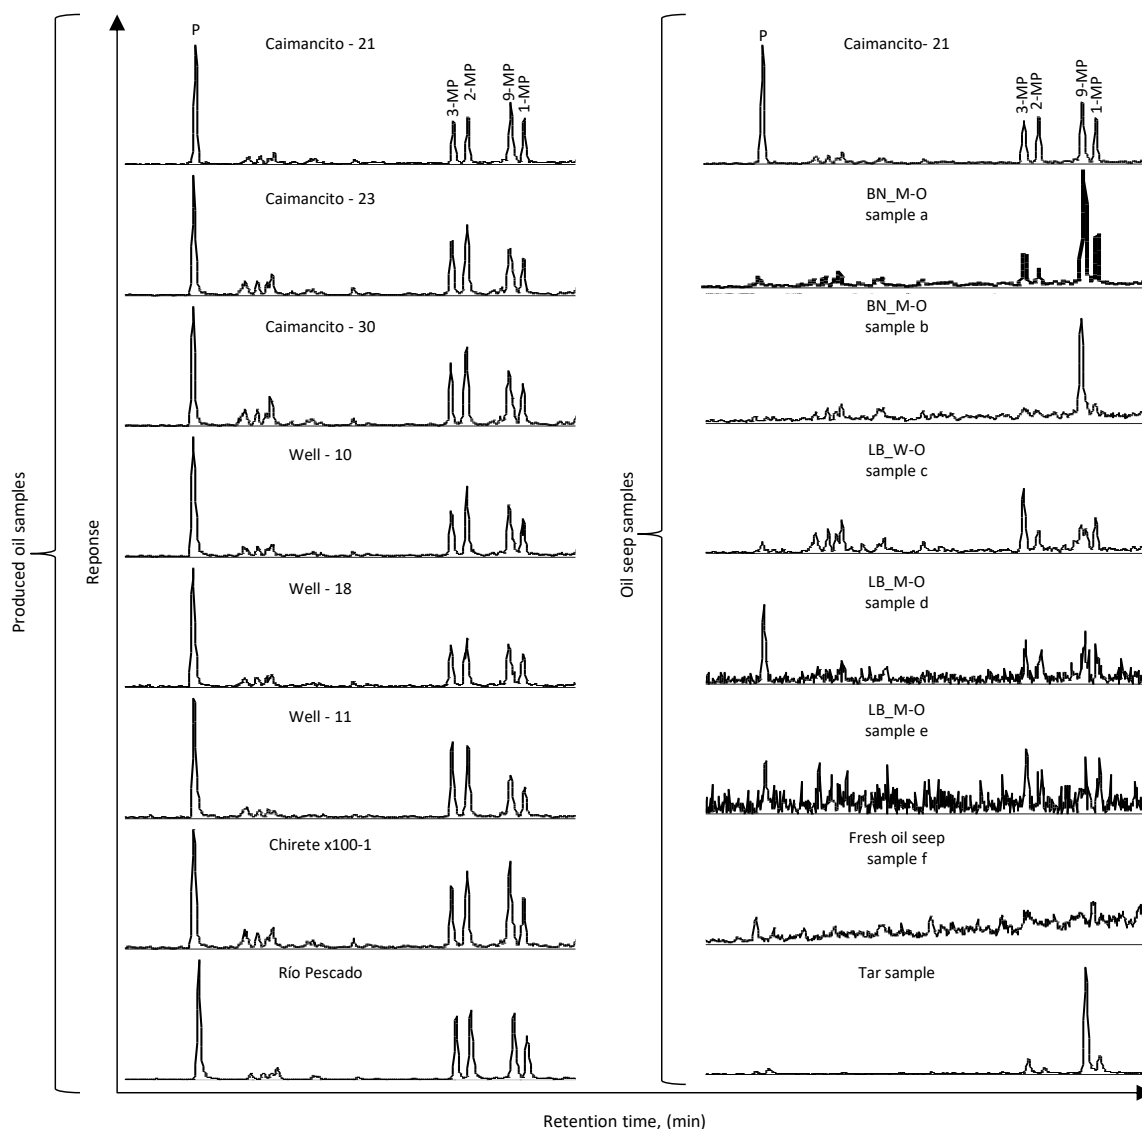 P
Caimancito - 21
3-MP
2-MP
9-MP
1-MP
Caimancito - 23
Caimancito - 30
Well - 10
Well - 18
Well - 11
Chirete x100-1
Río Pescado
Produced oil samples
Reponse
P
Caimancito- 21
3-MP
2-MP
9-MP
1-MP
BN_M-O
sample a
BN_M-O
sample b
LB_W-O
sample c
LB_M-O
sample d
LB_M-O
sample e
Fresh oil seep
sample f
Tar sample
Oil seep samples
Retention time, (min)